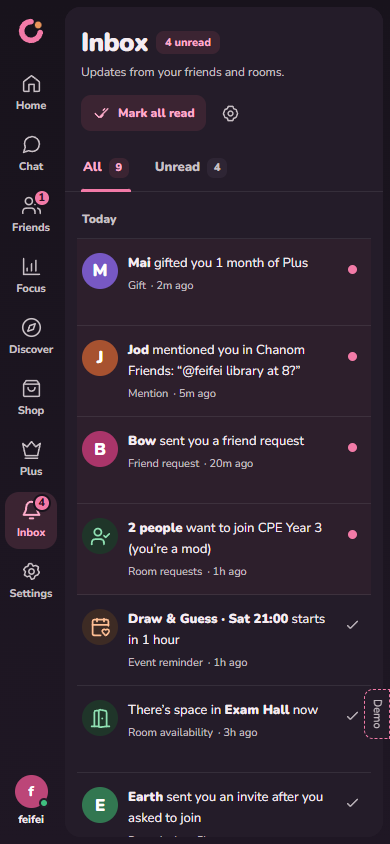 Inbox 4 unread
Updates from your friends and rooms.
Mark all read
All 9 Unread 4
Today
M
Mai gifted you 1 month of Plus
Gift · 2m ago
J
Jod mentioned you in Chanom
Friends: “@feifei library at 8?”
Mention · 5m ago
B
Bow sent you a friend request
Friend request · 20m ago
2 people want to join CPE Year 3
(you’re a mod)
Room requests · 1h ago
Draw & Guess · Sat 21:00 starts
in 1 hour
Event reminder · 1h ago
There’s space in Exam Hall now
Room availability · 3h ago
E
Earth sent you an invite after you
asked to join
Home
Chat
1
Friends
Focus
Discover
Shop
Plus
4
Inbox
Settings
f
feifei
Demo